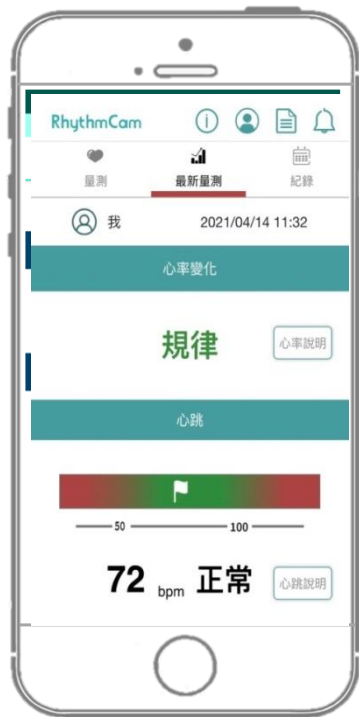 RhythmCam
量測 最新量測 紀錄
我 2021/04/14 11:32
心率變化
規律 心率說明
心跳
50 100
72 bpm 正常 心跳說明